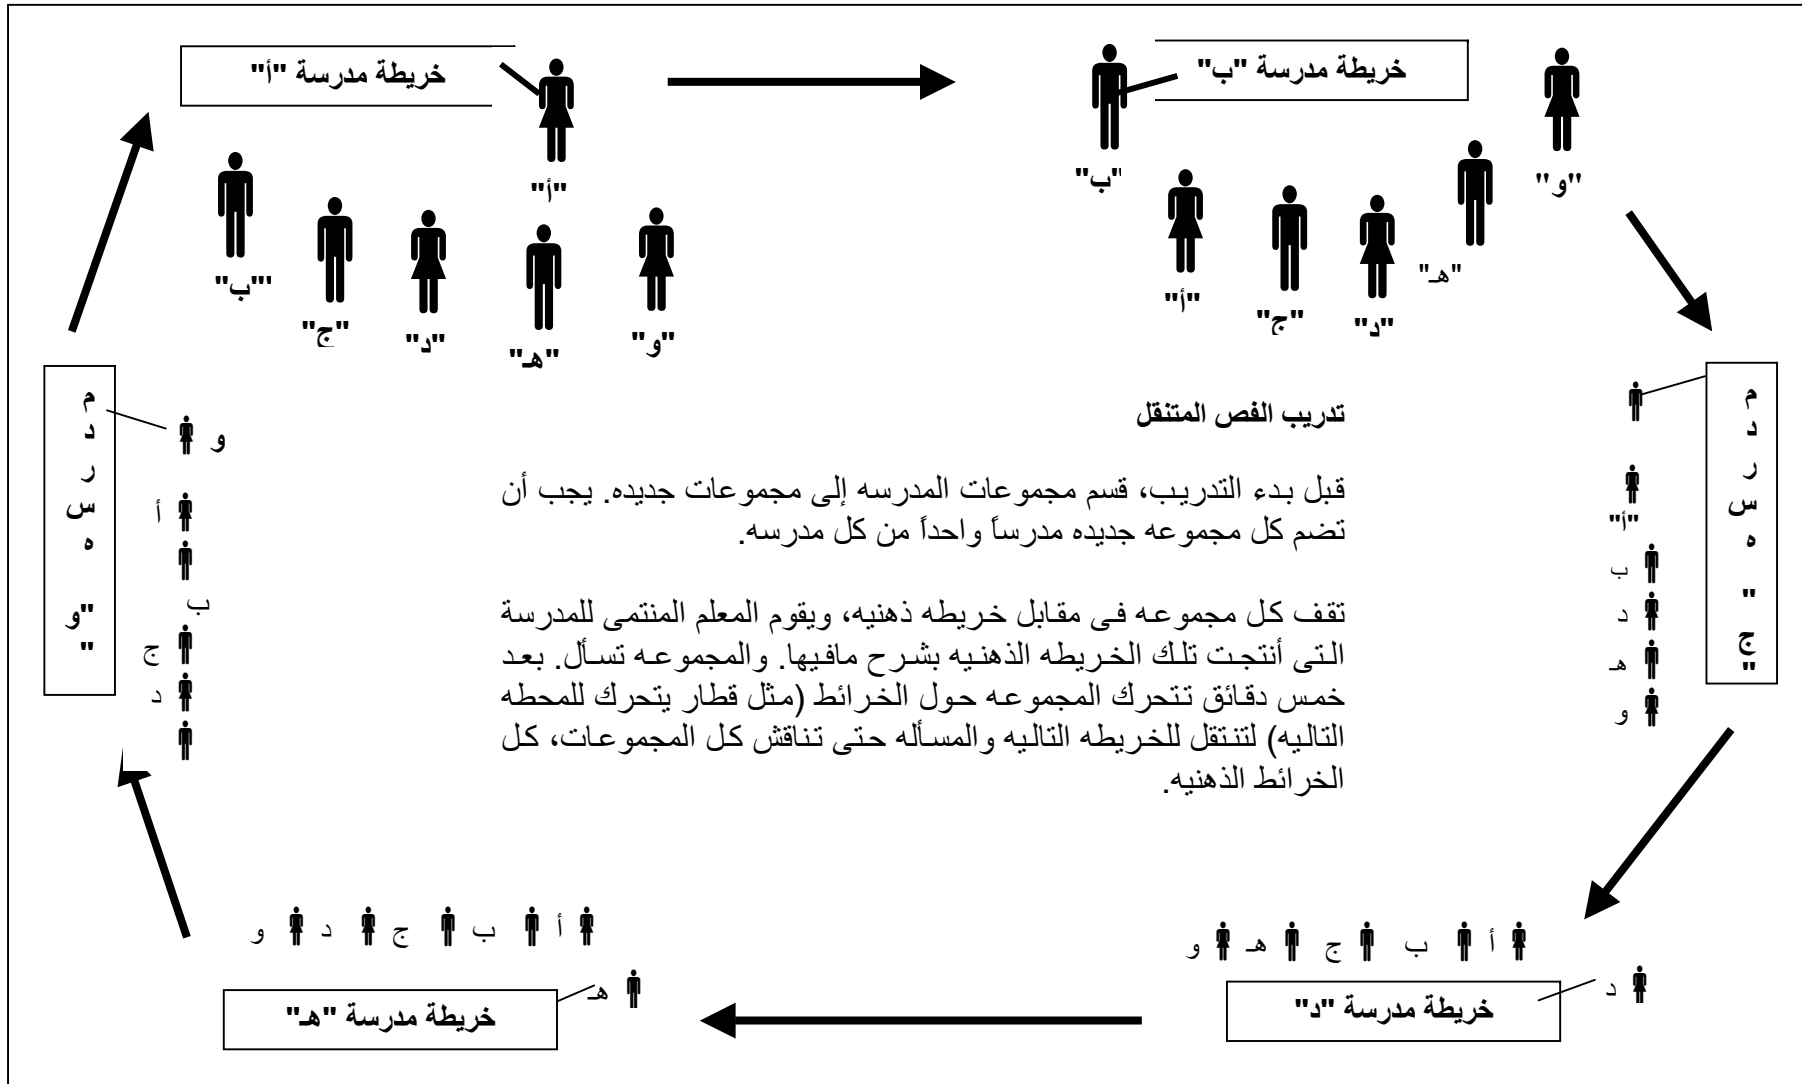 خريطة مدرسة "أ"
"أ"
"'ب"
"ج"
"د"
"هـ"
"و"
خريطة مدرسة "ب"
"ب"
"أ"
"ج"
"د"
"هـ"
"و"
م
د
ر
س
ه
"
ج
"
"أ"
ب
د
هـ
و
تدريب الفص المتنقل
قبل بدء التدريب، قسم مجموعات المدرسه إلى مجموعات جديده. يجب أن
تضم كل مجموعه جديده مدرساً واحداً من كل مدرسه.
تقف كل مجموعه فى مقابل خريطه ذهنيه، ويقوم المعلم المنتمى للمدرسة
التى أنتجت تلك الخريطه الذهنيه بشرح مافيها. والمجموعه تسأل. بعد
خمس دقائق تتحرك المجموعه حول الخرائط (مثل قطار يتحرك للمحطه
التاليه) لتنتقل للخريطه التاليه والمسأله حتى تناقش كل المجموعات، كل
الخرائط الذهنيه.
م
د
ر
س
ه
"و
"
و
أ
ب
ج
د
أ ب ج هـ و
د
خريطة مدرسة "د"
أ ب ج د و
هـ
خريطة مدرسة "هـ"